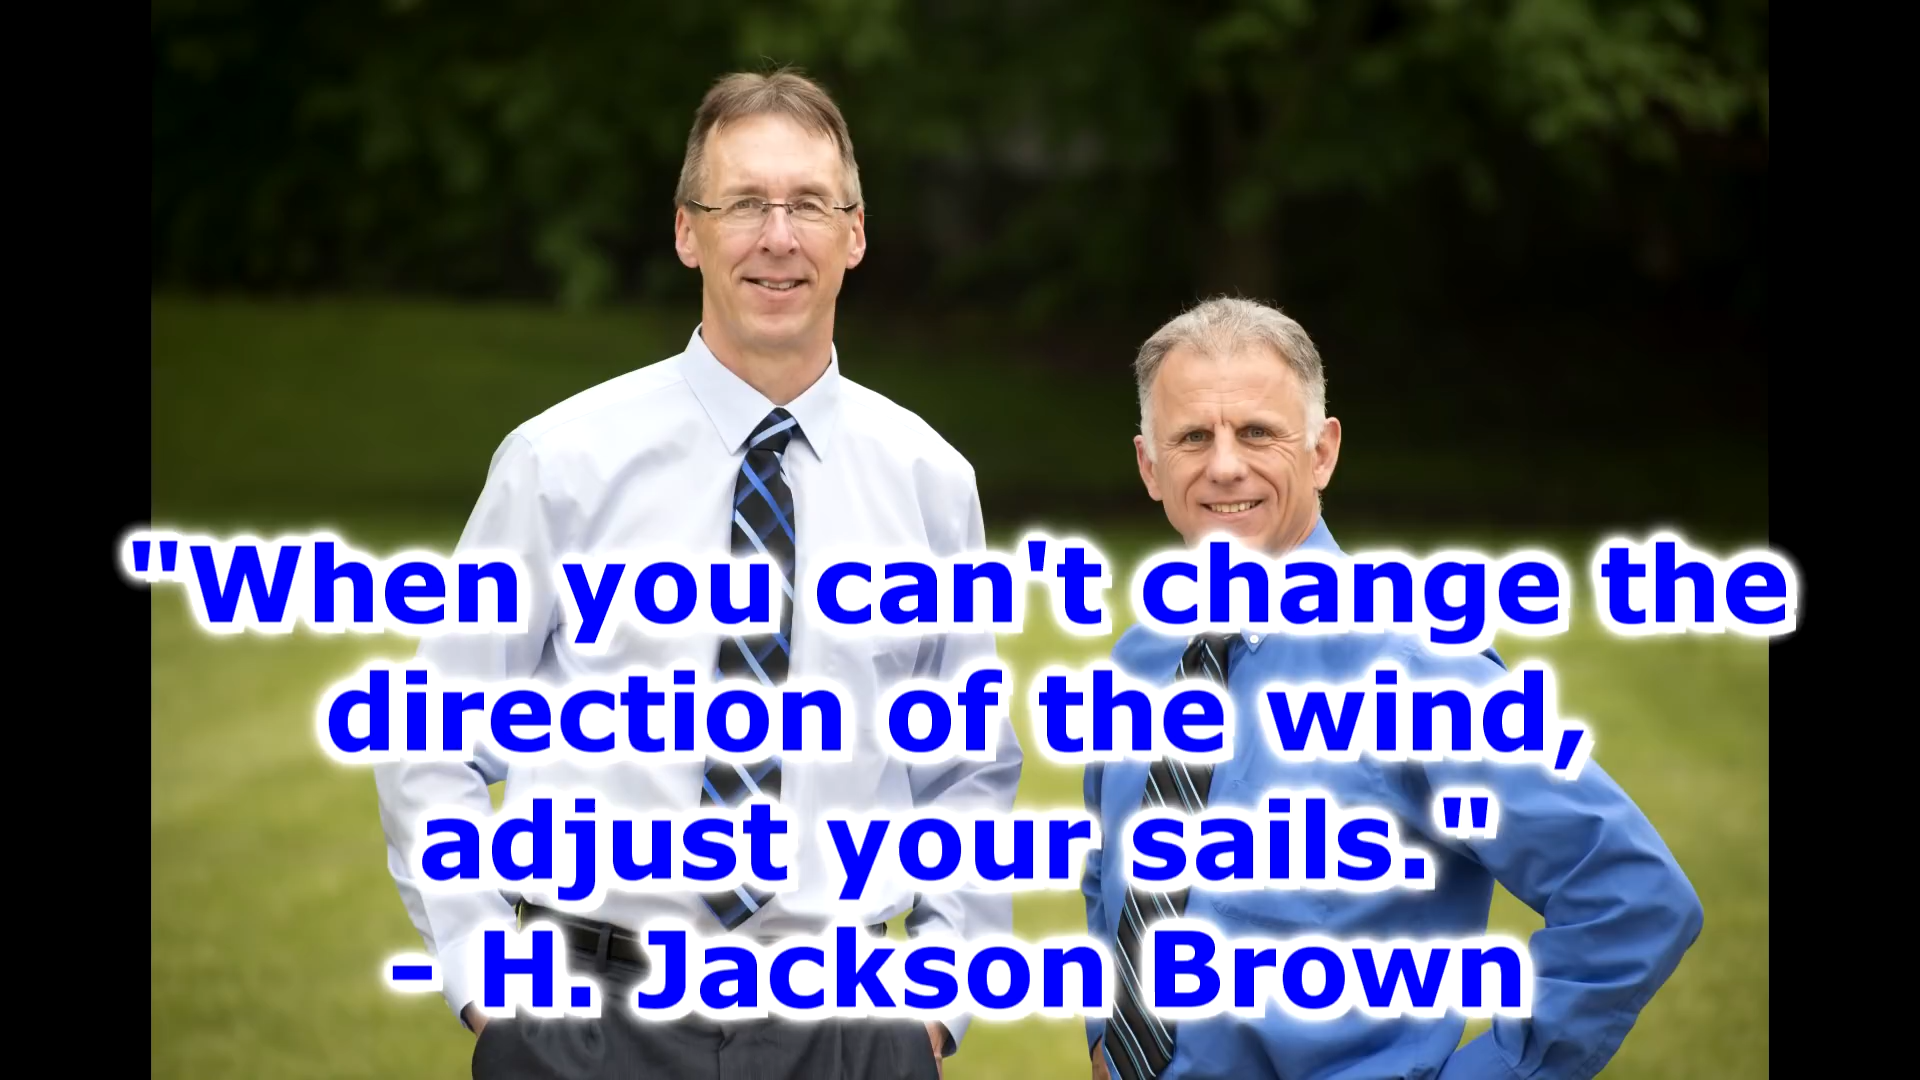 "When you can't change the
direction of the wind,
adjust your sails."
- H. Jackson Brown